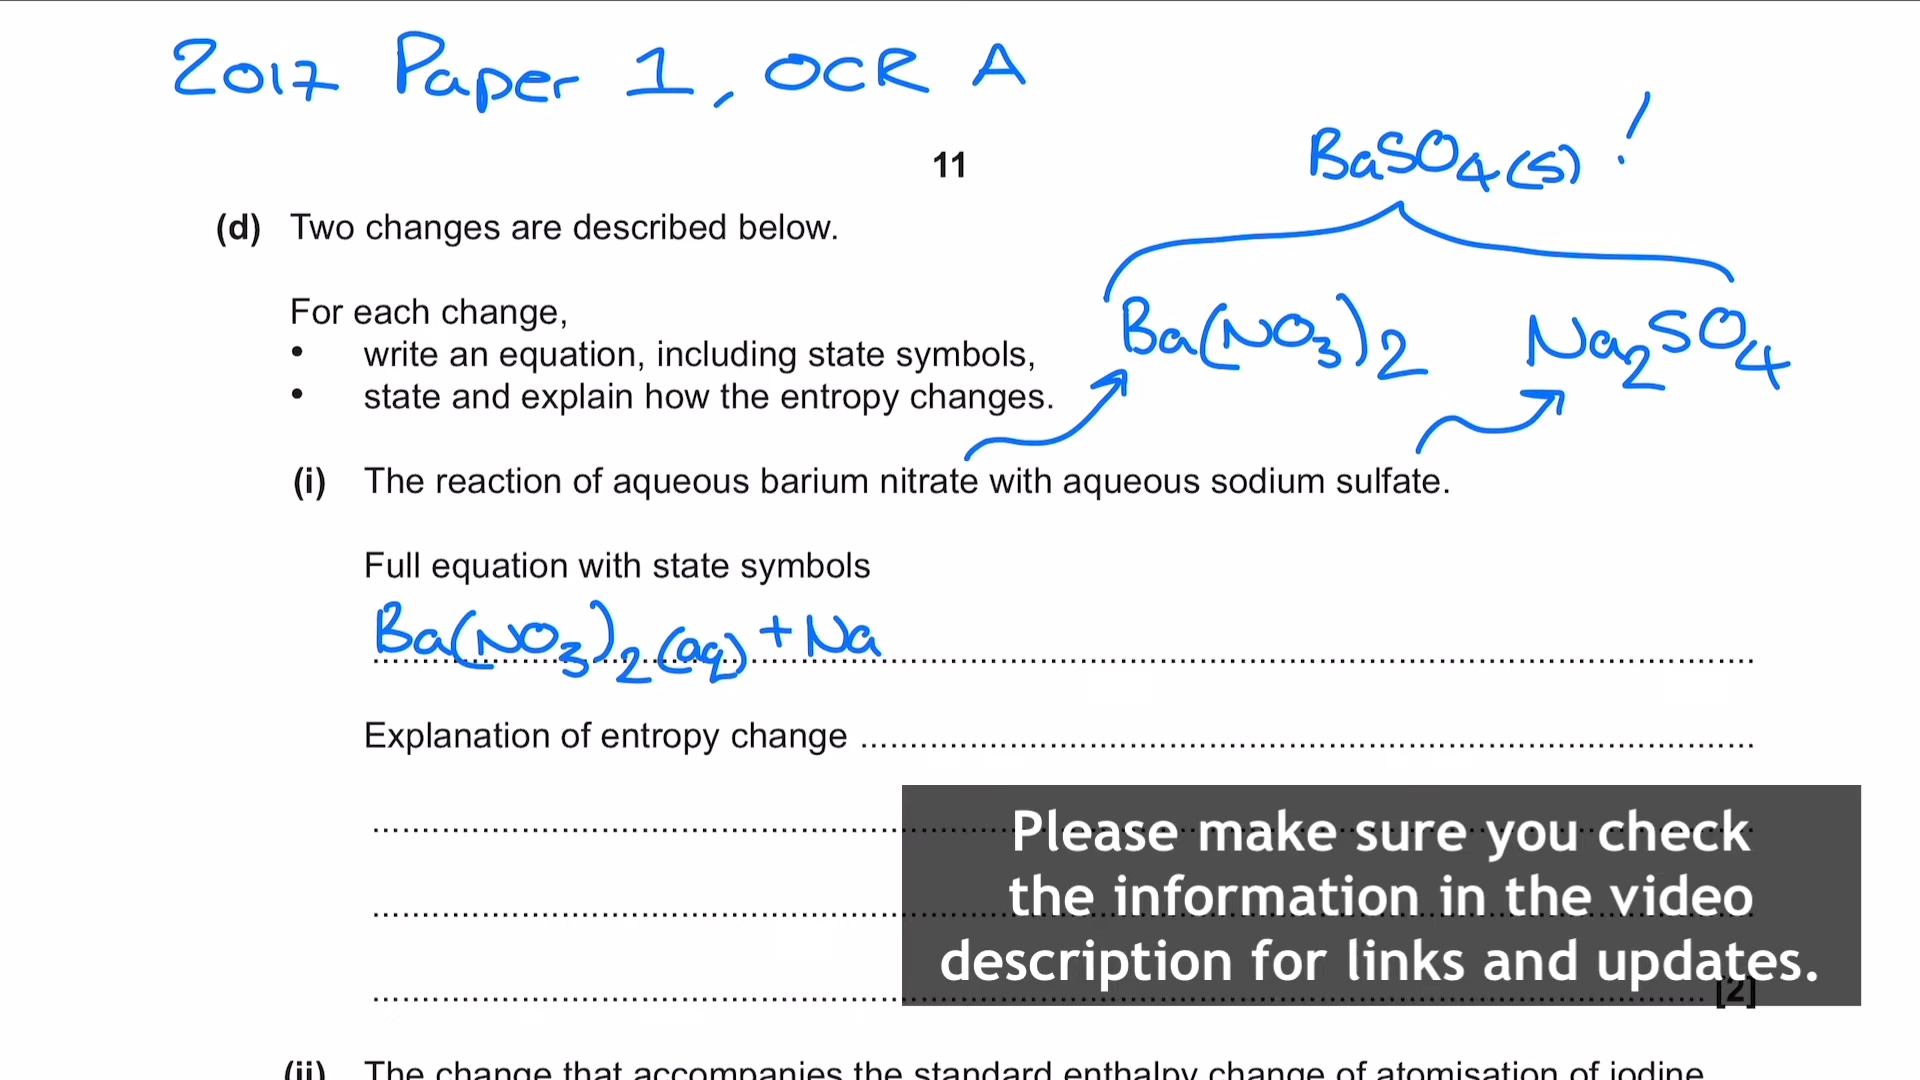 2017 Paper 1, OCR A
BaSO4(s) !
11
(d) Two changes are described below.
For each change,
Ba(NO3)2 Na2SO4
• write an equation, including state symbols,
• state and explain how the entropy changes.
(i) The reaction of aqueous barium nitrate with aqueous sodium sulfate.
Full equation with state symbols
Ba(NO3)2(aq) + Na
Explanation of entropy change
Please make sure you check
the information in the video
description for links and updates.
[2]
(ii) The change that accompanies the standard enthalpy change of atomisation of iodine